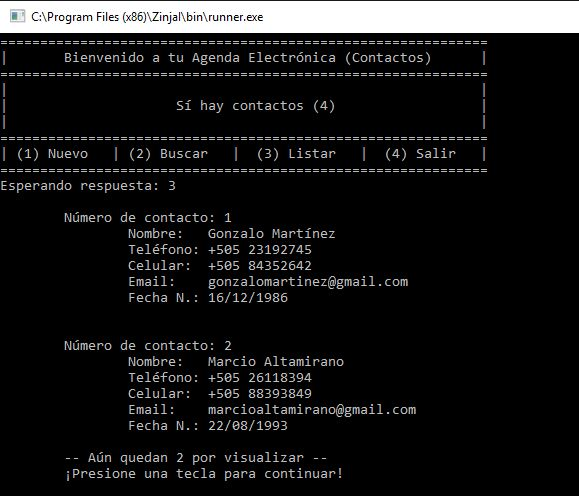 C:\Program Files (x86)\Zinjal\bin\runner.exe
=============================================================
|       Bienvenido a tu Agenda Electrónica (Contactos)      |
=============================================================
|                                                           |
|                     Sí hay contactos (4)                  |
|                                                           |
=============================================================
| (1) Nuevo   | (2) Buscar   |  (3) Listar   |  (4) Salir   |
=============================================================
Esperando respuesta: 3
Número de contacto: 1
Nombre:   Gonzalo Martínez
Teléfono: +505 23192745
Celular:  +505 84352642
Email:    gonzalomartinez@gmail.com
Fecha N.: 16/12/1986
Número de contacto: 2
Nombre:   Marcio Altamirano
Teléfono: +505 26118394
Celular:  +505 88393849
Email:    marcioaltamirano@gmail.com
Fecha N.: 22/08/1993
-- Aún quedan 2 por visualizar --
¡Presione una tecla para continuar!